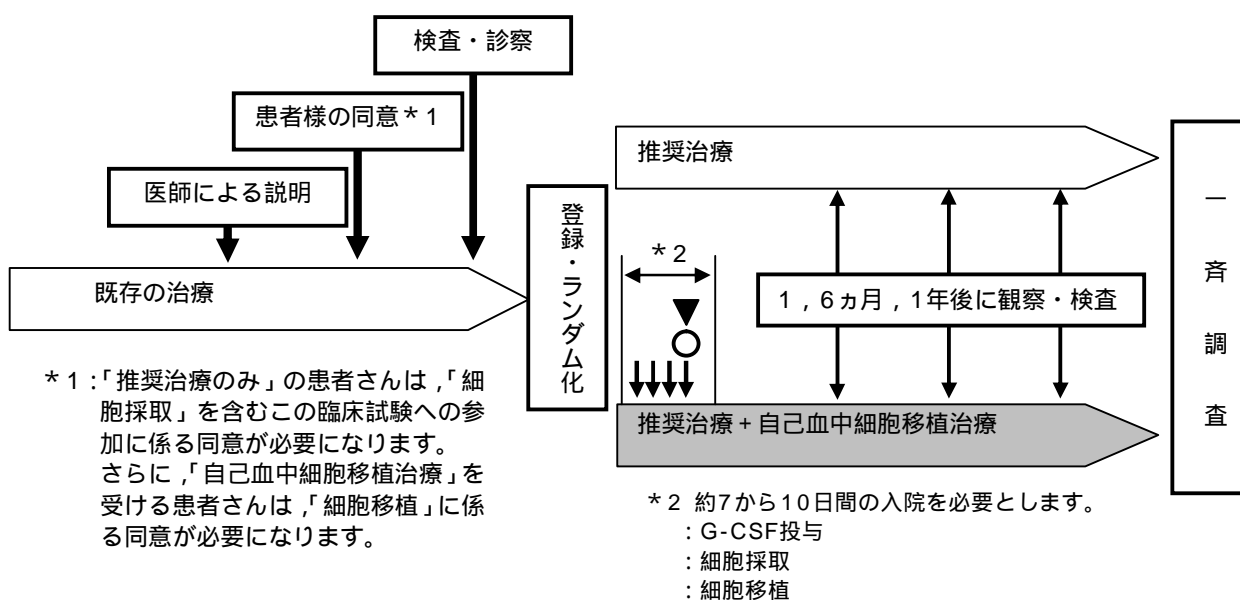 検査・診察
患者様の同意＊1
医師による説明
既存の治療
登録・ランダム化
推奨治療
＊2
1，6ヵ月，1年後に観察・検査
推奨治療＋自己血中細胞移植治療
一斉調査
＊1：「推奨治療のみ」の患者さんは，「細
胞採取」を含むこの臨床試験への参
加に係る同意が必要になります。
さらに，「自己血中細胞移植治療」を
受ける患者さんは，「細胞移植」に係
る同意が必要になります。
＊2 約7から10日間の入院を必要とします。
：G-CSF投与
：細胞採取
：細胞移植